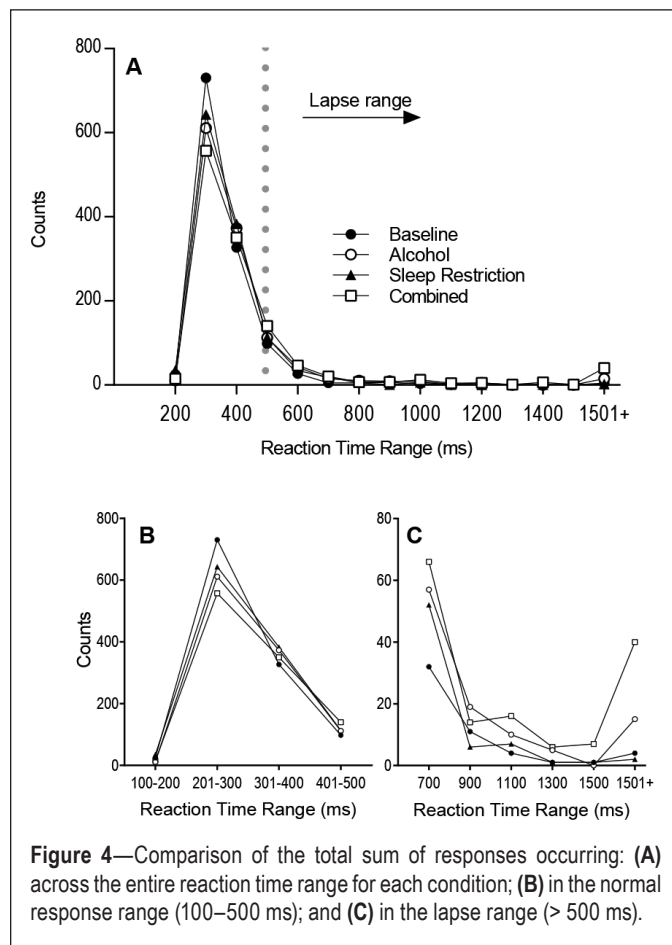 A
800
600
400
200
0
Counts
Lapse range
Baseline
Alcohol
Sleep Restriction
Combined
200 400 600 800 1000 1200 1400 1501+
Reaction Time Range (ms)
B
800
600
400
200
0
Counts
100-200 201-300 301-400 401-500
Reaction Time Range (ms)
C
80
60
40
20
0
700 900 1100 1300 1500 1501+
Reaction Time Range (ms)
Figure 4—Comparison of the total sum of responses occurring: (A)
across the entire reaction time range for each condition; (B) in the normal
response range (100–500 ms); and (C) in the lapse range (> 500 ms).